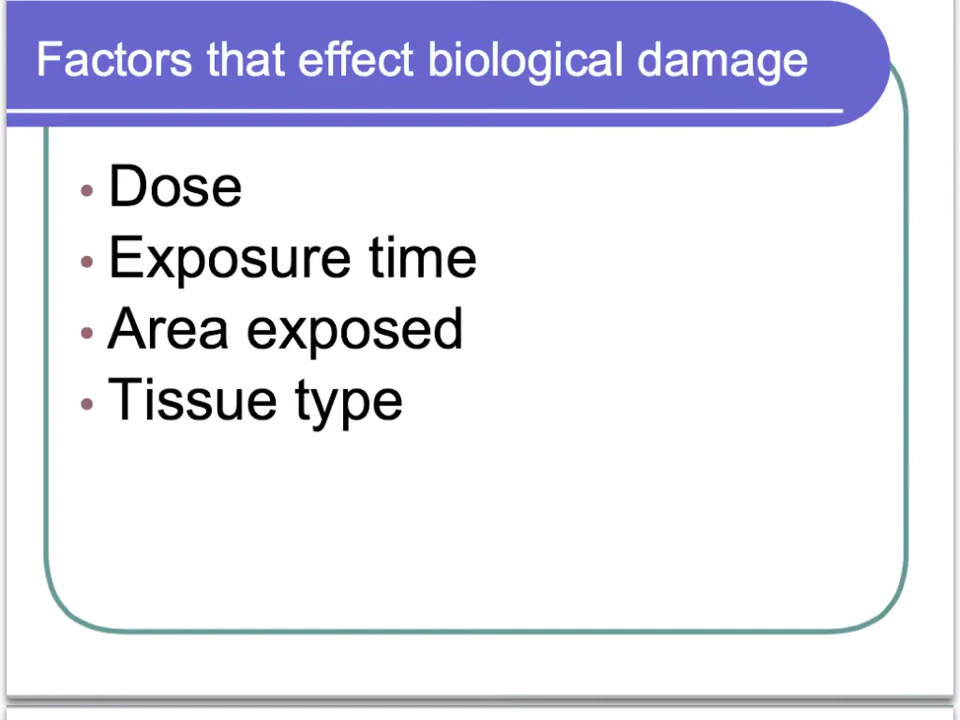 Factors that effect biological damage
• Dose
• Exposure time
• Area exposed
• Tissue type